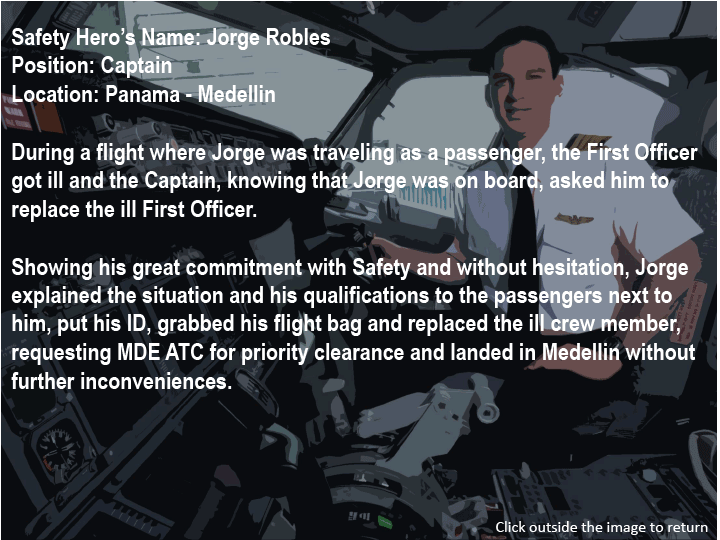 Safety Hero's Name: Jorge Robles
Position: Captain
Location: Panama - Medellin
During a flight where Jorge was traveling as a passenger, the First Officer
got ill and the Captain, knowing that Jorge was on board, asked him to
replace the ill First Officer.
Showing his great commitment with Safety and without hesitation, Jorge
explained the situation and his qualifications to the passengers next to
him, put his ID, grabbed his flight bag and replaced the ill crew member,
requesting MDE ATC for priority clearance and landed in Medellin without
further inconveniences.
Click outside the image to return